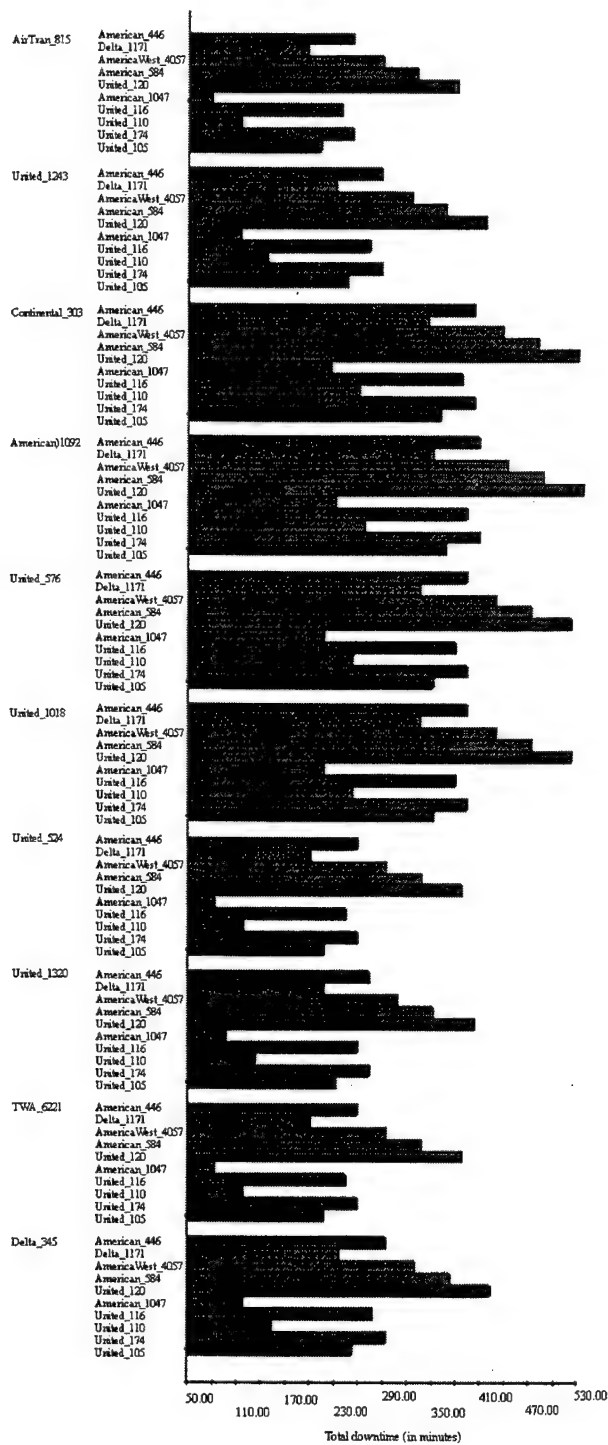 AirTran_815
American_446
Delta_1171
AmericaWest_4057
American_584
United_120
American_1047
United_116
United_110
United_174
United_105
United_1243
American_446
Delta_1171
AmericaWest_4057
American_584
United_120
American_1047
United_116
United_110
United_174
United_105
Continental_303
American_446
Delta_1171
AmericaWest_4057
American_584
United_120
American_1047
United_116
United_110
United_174
United_105
American)1092
American_446
Delta_1171
AmericaWest_4057
American_584
United_120
American_1047
United_116
United_110
United_174
United_105
United_576
American_446
Delta_1171
AmericaWest_4057
American_584
United_120
American_1047
United_116
United_110
United_174
United_105
United_1018
American_446
Delta_1171
AmericaWest_4057
American_584
United_120
American_1047
United_116
United_110
United_174
United_105
United_524
American_446
Delta_1171
AmericaWest_4057
American_584
United_120
American_1047
United_116
United_110
United_174
United_105
United_1320
American_446
Delta_1171
AmericaWest_4057
American_584
United_120
American_1047
United_116
United_110
United_174
United_105
TWA_6221
American_446
Delta_1171
AmericaWest_4057
American_584
United_120
American_1047
United_116
United_110
United_174
United_105
Delta_345
American_446
Delta_1171
AmericaWest_4057
American_584
United_120
American_1047
United_116
United_110
United_174
United_105
50.00 170.00 290.00 410.00 530.00
110.00 230.00 350.00 470.00
Total downtime (in minutes)